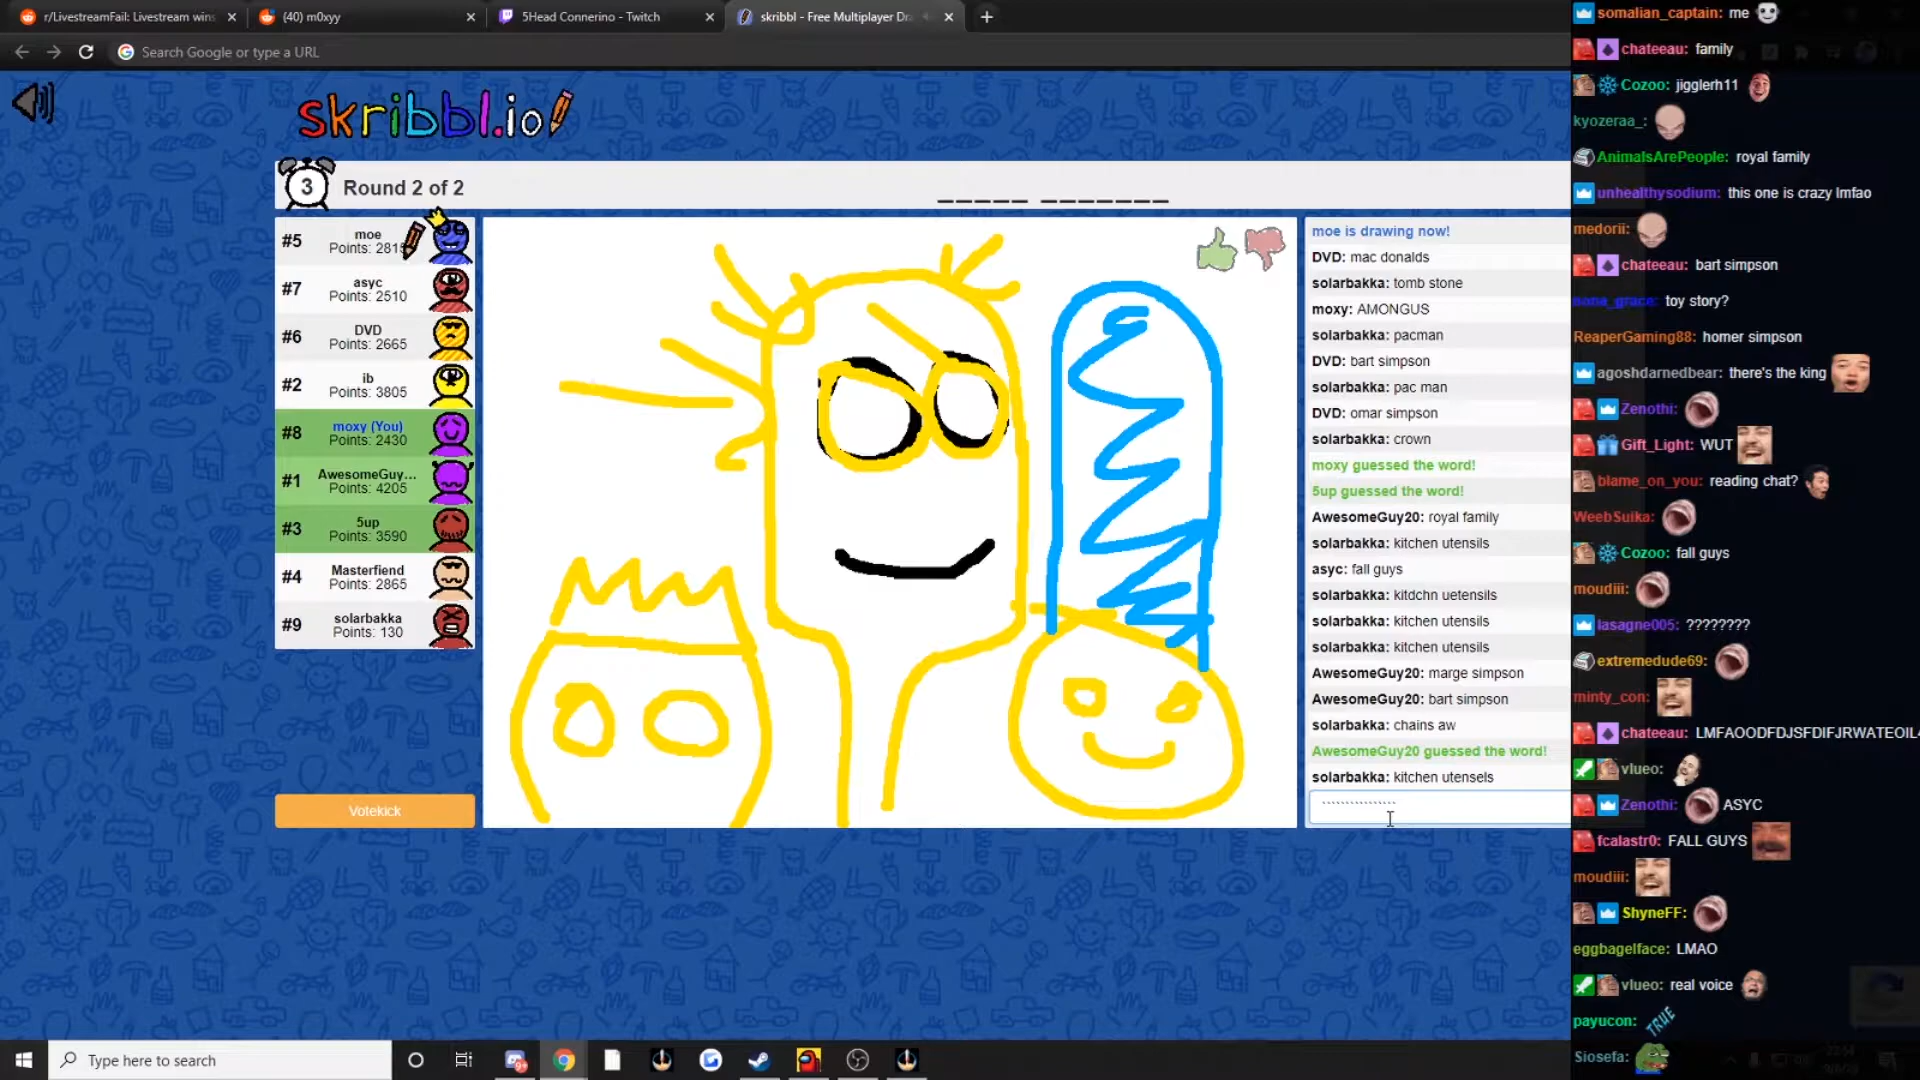 r/LivestreamFail: Livestream wins
(40) m0xyy
5Head Connerino - Twitch
skribbl - Free Multiplayer Dr
Search Google or type a URL
skribbl.io
3
Round 2 of 2
_____ _______
#5 moe
Points: 2815
#7 asyc
Points: 2510
#6 DVD
Points: 2665
#2 ib
Points: 3805
#8 moxy (You)
Points: 2430
#1 AwesomeGuy...
Points: 4205
#3 5up
Points: 3590
#4 Masterfiend
Points: 2865
#9 solarbakka
Points: 130
Votekick
moe is drawing now!
DVD: mac donalds
solarbakka: tomb stone
moxy: AMONGUS
solarbakka: pacman
DVD: bart simpson
solarbakka: pac man
DVD: omar simpson
solarbakka: crown
moxy guessed the word!
5up guessed the word!
AwesomeGuy20: royal family
solarbakka: kitchen utensils
asyc: fall guys
solarbakka: kitdchn uetensils
solarbakka: kitchen utensils
solarbakka: kitchen utensils
AwesomeGuy20: marge simpson
AwesomeGuy20: bart simpson
solarbakka: chains aw
AwesomeGuy20 guessed the word!
solarbakka: kitchen utensels
somalian_captain: me
chateeau: family
Cozoo: jigglerh11
kyozeraa_:
AnimalsArePeople: royal family
unhealthysodium: this one is crazy lmfao
medorii:
chateeau: bart simpson
toy story?
ReaperGaming88: homer simpson
agoshdarnedbear: there's the king
Zenothi:
Gift_Light: WUT
blame_on_you: reading chat?
WeebSuika:
Cozoo: fall guys
moudiii:
lasagne005: ????????
extremedude69:
minty_con:
chateeau: LMFAOODFDJSFDIFJRWATEOIL
vlueo:
Zenothi: ASYC
fcalastr0: FALL GUYS
moudiii:
ShyneFF:
eggbagelface: LMAO
vlueo: real voice
payucon: TRUE
Siosefa:
Type here to search